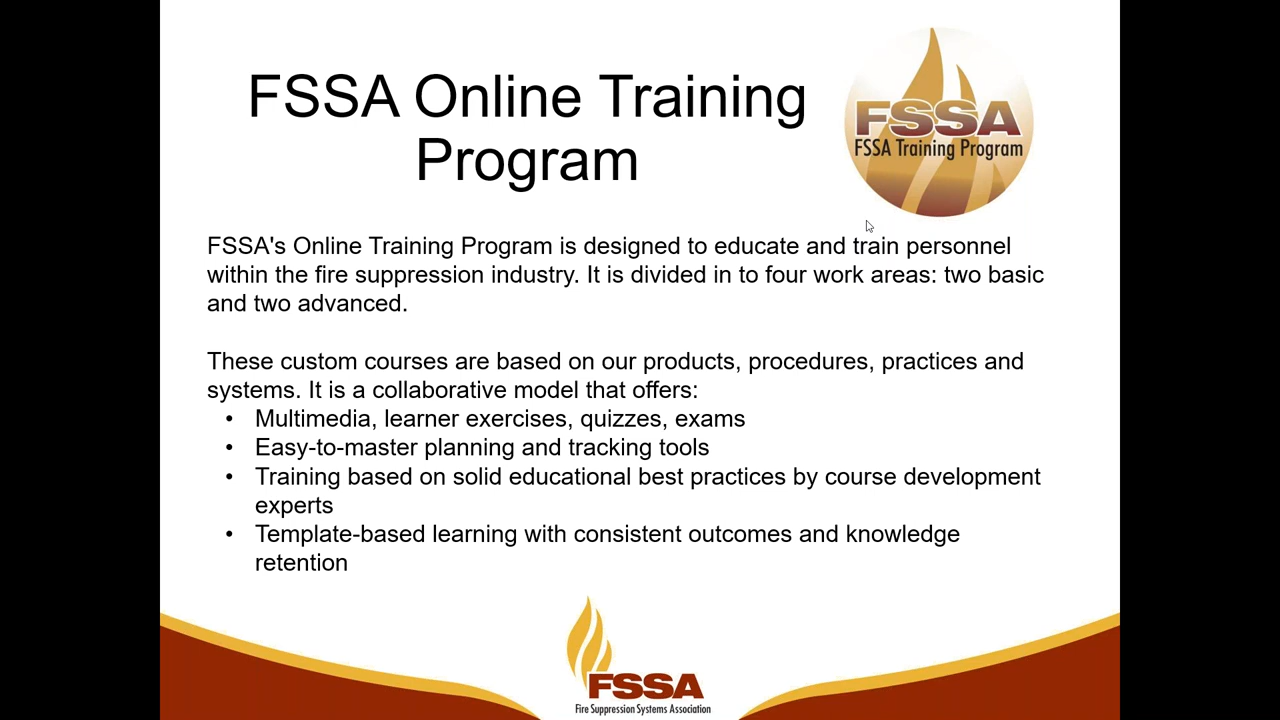 FSSA Online Training
Program
FSSA
FSSA Training Program
FSSA's Online Training Program is designed to educate and train personnel
within the fire suppression industry. It is divided in to four work areas: two basic
and two advanced.
These custom courses are based on our products, procedures, practices and
systems. It is a collaborative model that offers:
• Multimedia, learner exercises, quizzes, exams
• Easy-to-master planning and tracking tools
• Training based on solid educational best practices by course development
experts
• Template-based learning with consistent outcomes and knowledge
retention
FSSA
Fire Suppression Systems Association